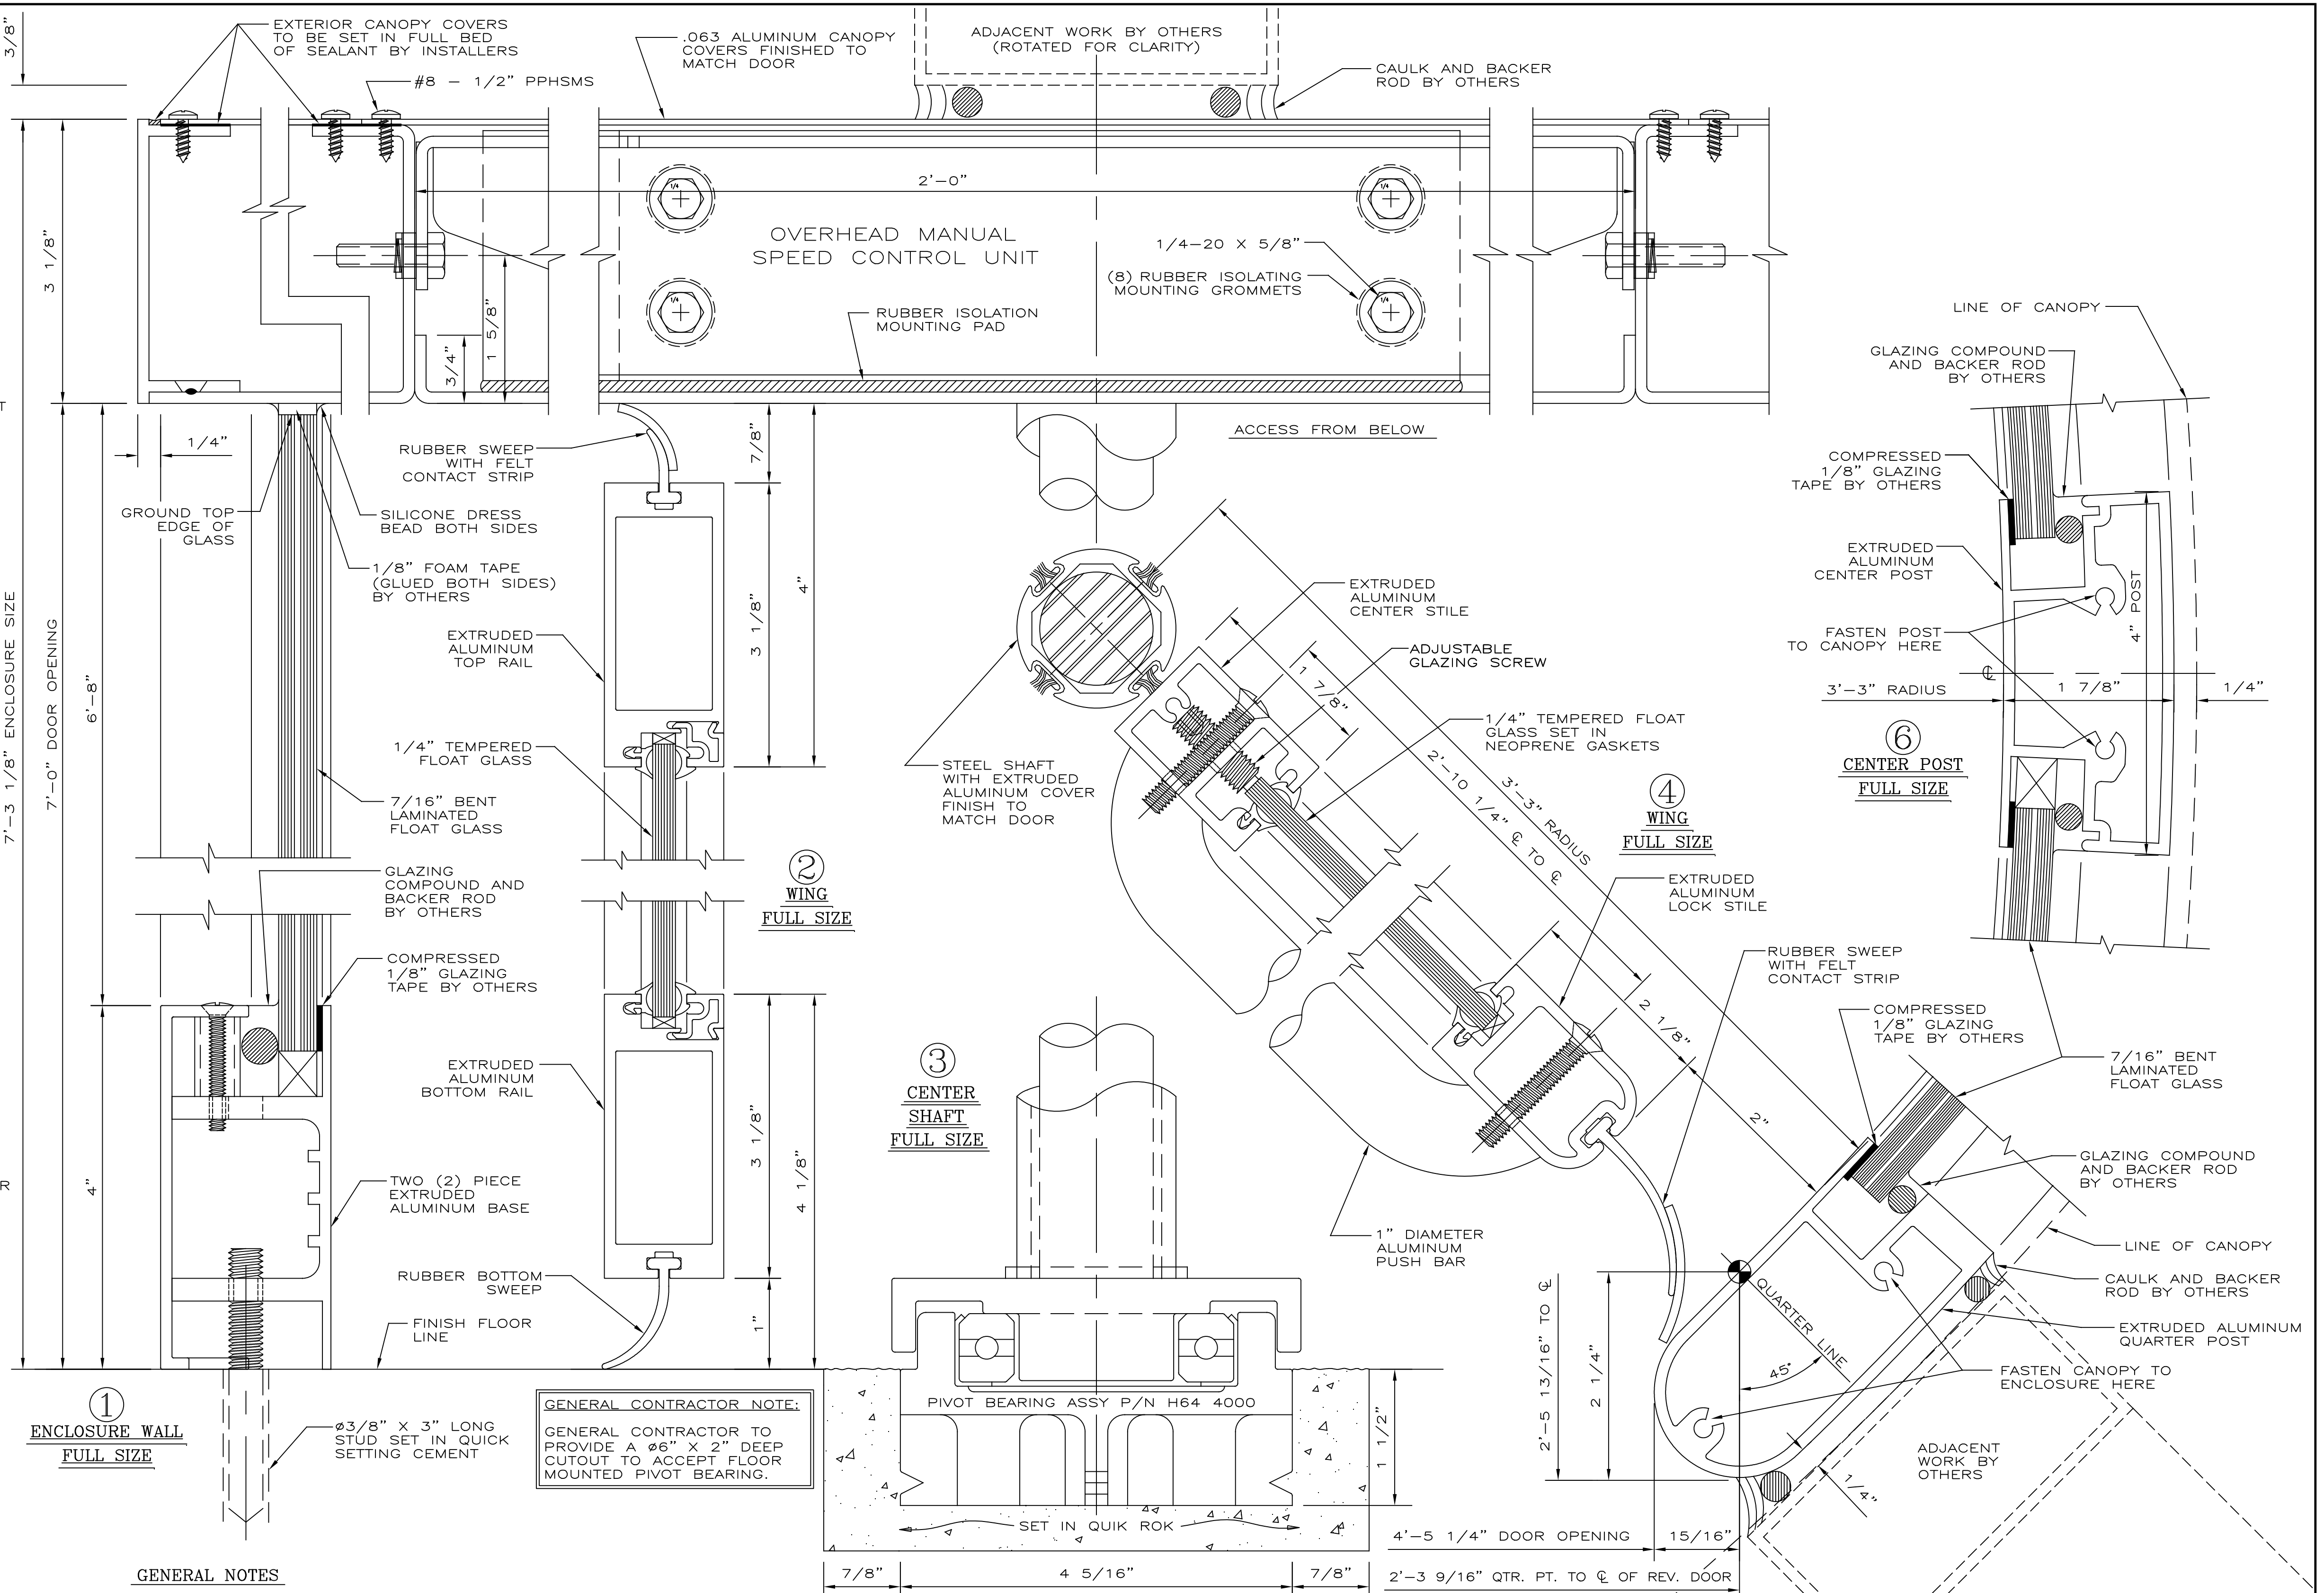 3/8"
EXTERIOR CANOPY COVERS
TO BE SET IN FULL BED
OF SEALANT BY INSTALLERS
#8 - 1/2" PPHSMS
.063 ALUMINUM CANOPY
COVERS FINISHED TO
MATCH DOOR
ADJACENT WORK BY OTHERS
(ROTATED FOR CLARITY)
CAULK AND BACKER
ROD BY OTHERS
2'-0"
1/4
1/4
OVERHEAD MANUAL
SPEED CONTROL UNIT
1/4-20 X 5/8"
(8) RUBBER ISOLATING
MOUNTING GROMMETS
1/4
1/4
RUBBER ISOLATION
MOUNTING PAD
3 1/8"
3/4"
1 5/8"
ACCESS FROM BELOW
T
1/4"
GROUND TOP
EDGE OF
GLASS
RUBBER SWEEP
WITH FELT
CONTACT STRIP
SILICONE DRESS
BEAD BOTH SIDES
1/8" FOAM TAPE
(GLUED BOTH SIDES)
BY OTHERS
7'-3 1/8" ENCLOSURE SIZE
7'-0" DOOR OPENING
6'-8"
EXTRUDED
ALUMINUM
TOP RAIL
1/4" TEMPERED
FLOAT GLASS
7/16" BENT
LAMINATED
FLOAT GLASS
GLAZING
COMPOUND AND
BACKER ROD
BY OTHERS
COMPRESSED
1/8" GLAZING
TAPE BY OTHERS
EXTRUDED
ALUMINUM
BOTTOM RAIL
TWO (2) PIECE
EXTRUDED
ALUMINUM BASE
RUBBER BOTTOM
SWEEP
FINISH FLOOR
LINE
4"
R
7/8"
3 1/8"
4"
3 1/8"
4 1/8"
1"
1
ENCLOSURE WALL
FULL SIZE
ø3/8" X 3" LONG
STUD SET IN QUICK
SETTING CEMENT
GENERAL NOTES
GENERAL CONTRACTOR NOTE:
GENERAL CONTRACTOR TO
PROVIDE A ø6" X 2" DEEP
CUTOUT TO ACCEPT FLOOR
MOUNTED PIVOT BEARING.
2
WING
FULL SIZE
3
CENTER
SHAFT
FULL SIZE
PIVOT BEARING ASSY P/N H64 4000
SET IN QUIK ROK
1 1/2"
7/8"
4 5/16"
7/8"
STEEL SHAFT
WITH EXTRUDED
ALUMINUM COVER
FINISH TO
MATCH DOOR
EXTRUDED
ALUMINUM
CENTER STILE
ADJUSTABLE
GLAZING SCREW
1/4" TEMPERED FLOAT
GLASS SET IN
NEOPRENE GASKETS
1 7/8"
2'-10 1/4" ℄ TO ℄
3'-3" RADIUS
4
WING
FULL SIZE
EXTRUDED
ALUMINUM
LOCK STILE
RUBBER SWEEP
WITH FELT
CONTACT STRIP
2 1/8"
2"
1" DIAMETER
ALUMINUM
PUSH BAR
COMPRESSED
1/8" GLAZING
TAPE BY OTHERS
7/16" BENT
LAMINATED
FLOAT GLASS
GLAZING COMPOUND
AND BACKER ROD
BY OTHERS
LINE OF CANOPY
CAULK AND BACKER
ROD BY OTHERS
EXTRUDED ALUMINUM
QUARTER POST
FASTEN CANOPY TO
ENCLOSURE HERE
QUARTER LINE
45°
2'-5 13/16" TO ℄
2 1/4"
1/4"
ADJACENT
WORK BY
OTHERS
4'-5 1/4" DOOR OPENING
15/16"
2'-3 9/16" QTR. PT. TO ℄ OF REV. DOOR
LINE OF CANOPY
GLAZING COMPOUND
AND BACKER ROD
BY OTHERS
COMPRESSED
1/8" GLAZING
TAPE BY OTHERS
EXTRUDED
ALUMINUM
CENTER POST
FASTEN POST
TO CANOPY HERE
4" POST
℄
3'-3" RADIUS
1 7/8"
1/4"
6
CENTER POST
FULL SIZE